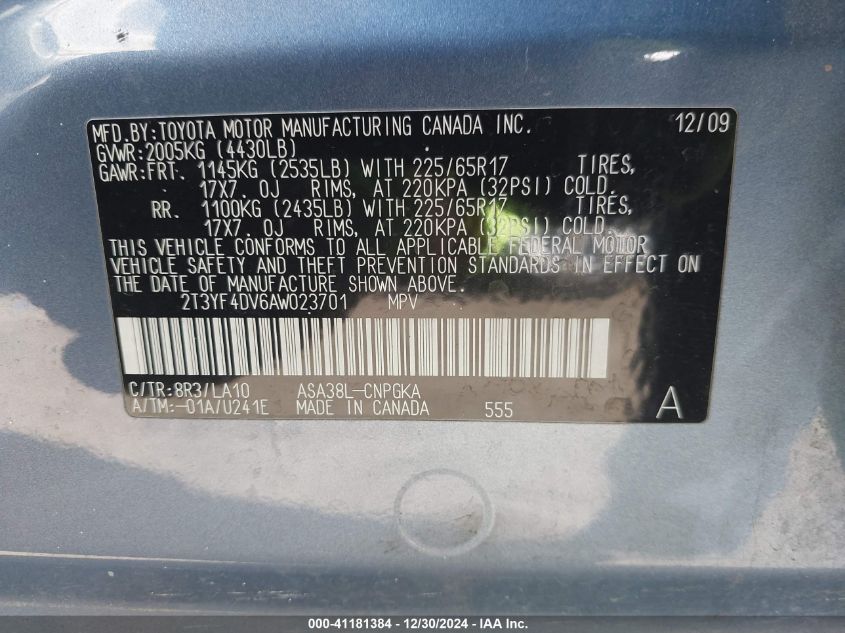 MFD.BY:TOYOTA MOTOR MANUFACTURING CANADA INC. 12/09
GVWR:2005KG (4430LB)
GAWR:FRT. 1145KG (2535LB) WITH 225/65R17 TIRES,
17X7.0J RIMS, AT 220KPA (32PSI) COLD.
RR. 1100KG (2435LB) WITH 225/65R17 TIRES,
17X7.0J RIMS, AT 220KPA (32PSI) COLD.
THIS VEHICLE CONFORMS TO ALL APPLICABLE FEDERAL MOTOR
VEHICLE SAFETY AND THEFT PREVENTION STANDARDS IN EFFECT ON
THE DATE OF MANUFACTURE SHOWN ABOVE.
2T3YF4DV6AW023701 MPV
C/TR:8R3/LA10 ASA38L-CNPGKA
A/TM:-01A/U241E MADE IN CANADA 555 A
000-41181384 - 12/30/2024 - IAA Inc.